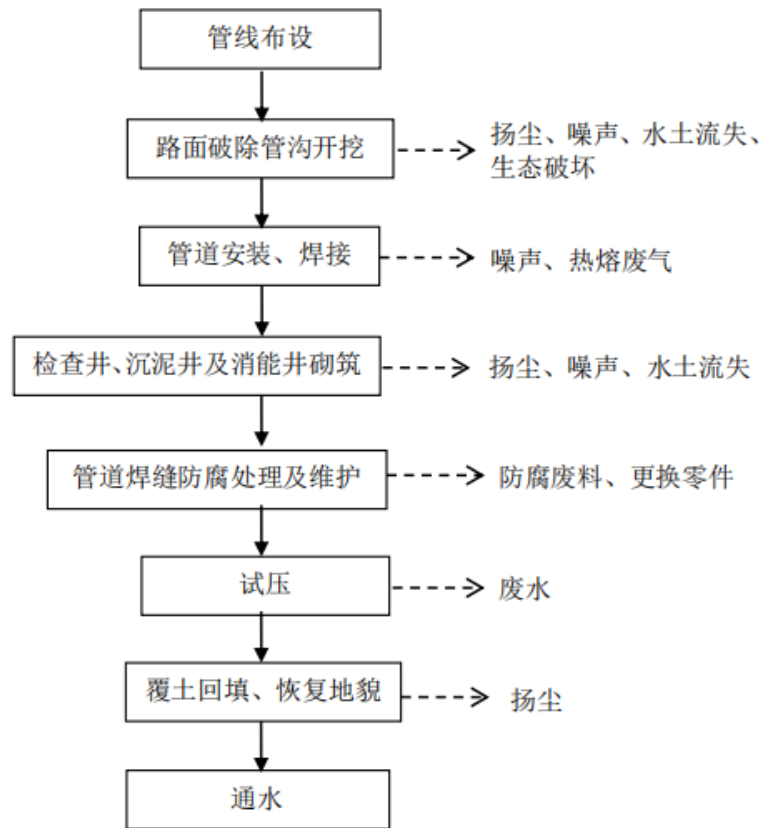 管线布设
路面破除管沟开挖
扬尘、噪声、水土流失、
生态破坏
管道安装、焊接
噪声、热熔废气
检查井、沉泥井及消能井砌筑
扬尘、噪声、水土流失
管道焊缝防腐处理及维护
防腐废料、更换零件
试压
废水
覆土回填、恢复地貌
扬尘
通水